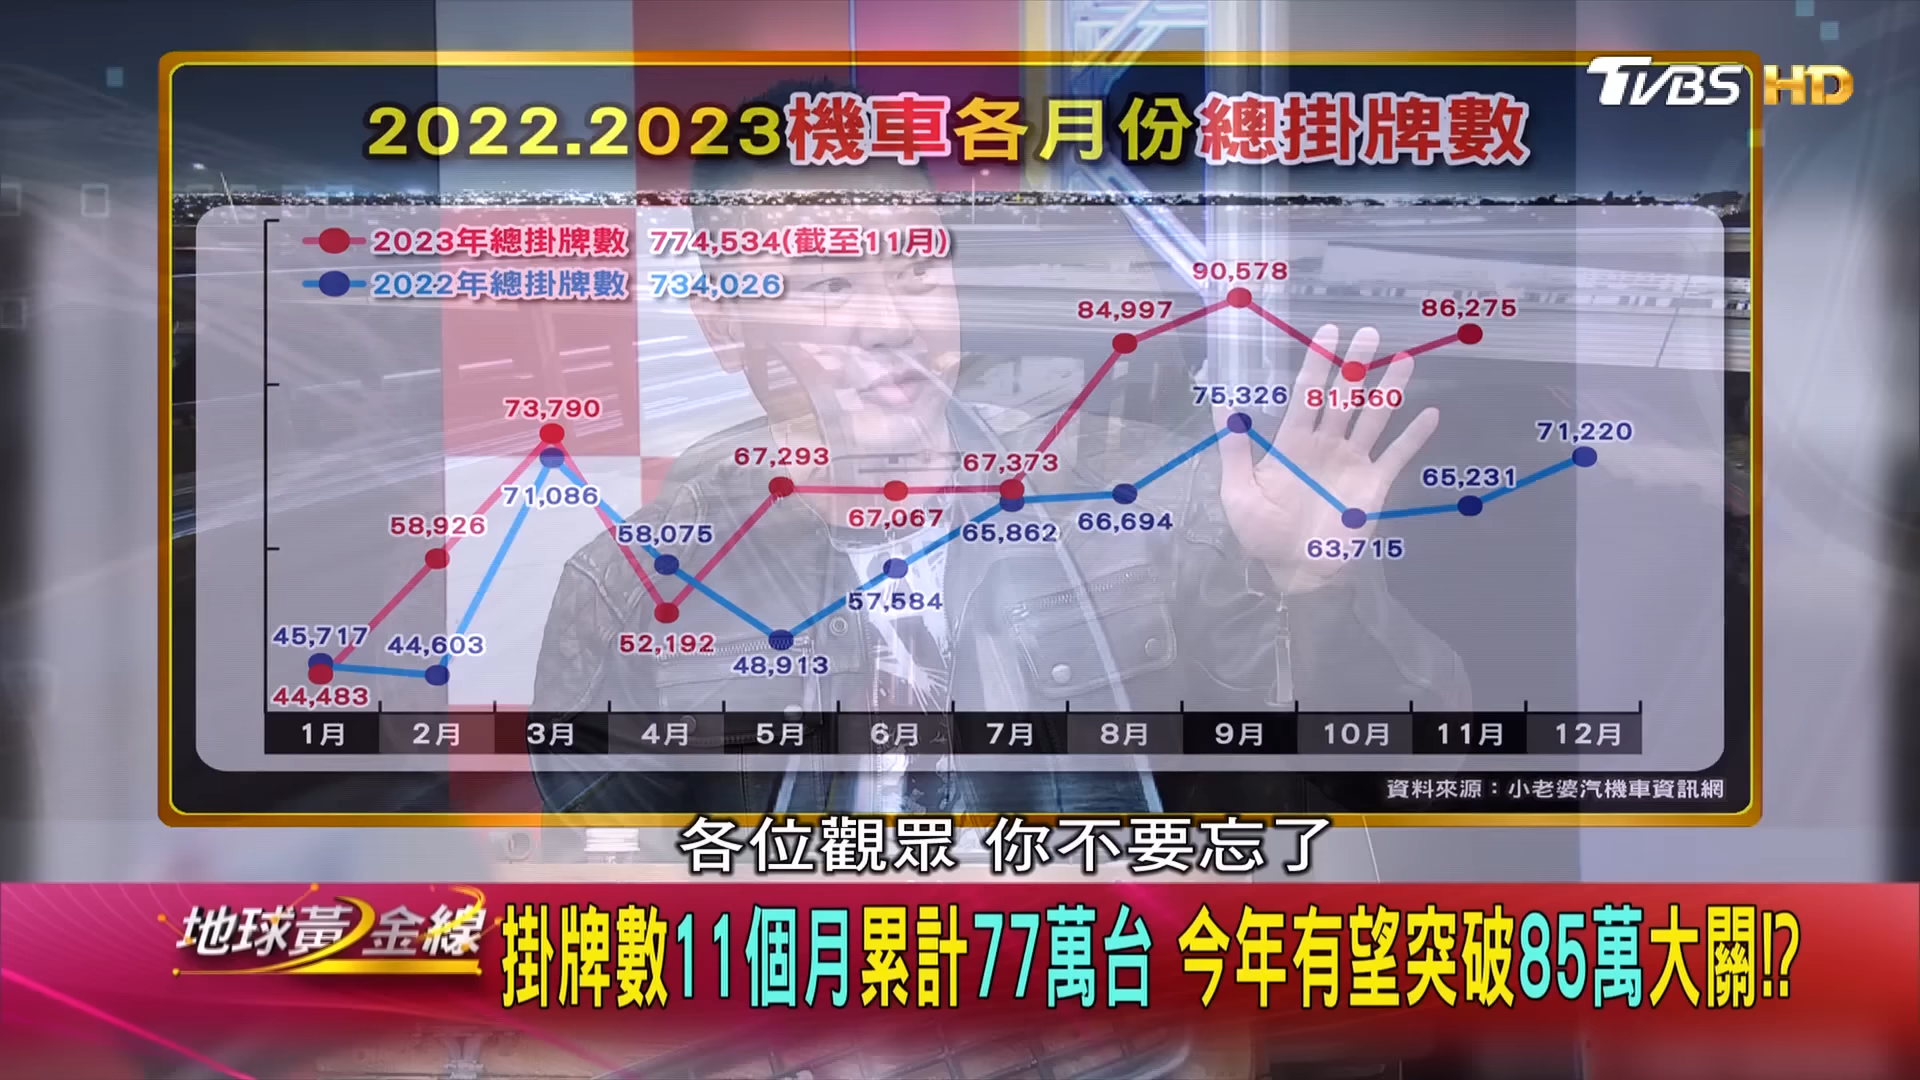 TVBS HD
2022.2023機車各月份總掛牌數
2023年總掛牌數 774,534(截至11月)
2022年總掛牌數 734,026
90,578
84,997
86,275
75,326
81,560
73,790
71,220
67,293
67,373
65,231
71,086
58,926
67,067
66,694
58,075
65,862
63,715
57,584
45,717
44,603
52,192
48,913
44,483
1月 2月 3月 4月 5月 6月 7月 8月 9月 10月 11月 12月
資料來源：小老婆汽機車資訊網
各位觀眾 你不要忘了
地球黃金線
掛牌數11個月累計77萬台 今年有望突破85萬大關!?